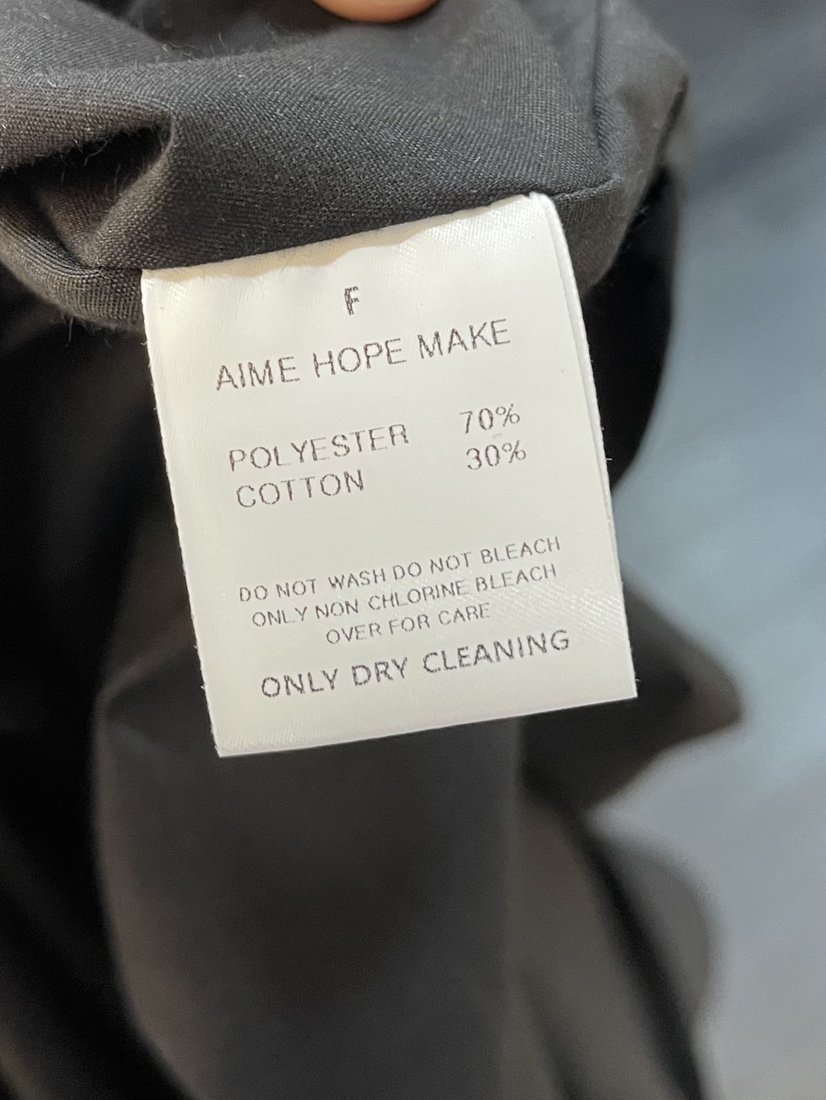 F
AIME HOPE MAKE
POLYESTER 70%
COTTON 30%
DO NOT WASH DO NOT BLEACH
ONLY NON CHLORINE BLEACH
OVER FOR CARE
ONLY DRY CLEANING